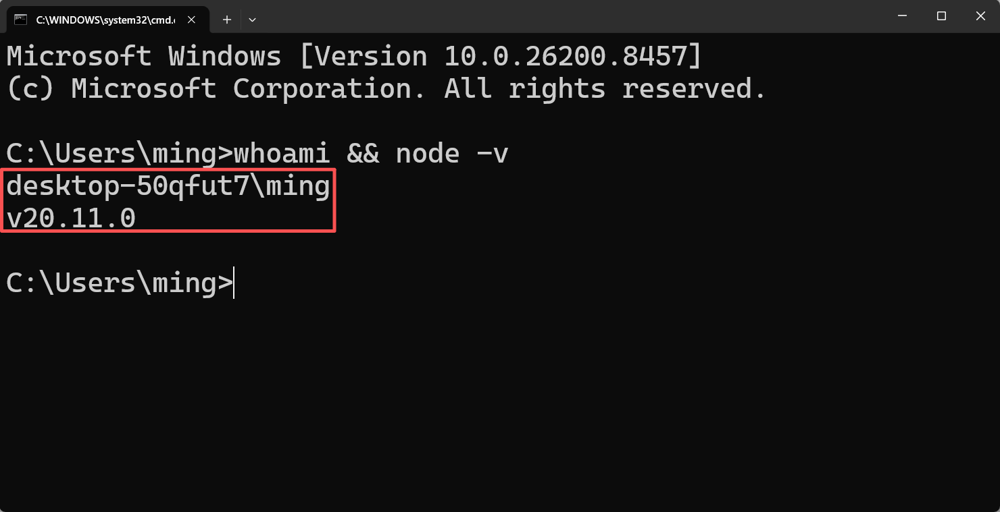 C:\WINDOWS\system32\cmd.
Microsoft Windows [Version 10.0.26200.8457]
(c) Microsoft Corporation. All rights reserved.
C:\Users\ming>whoami && node -v
desktop-50qfut7\ming
v20.11.0
C:\Users\ming>